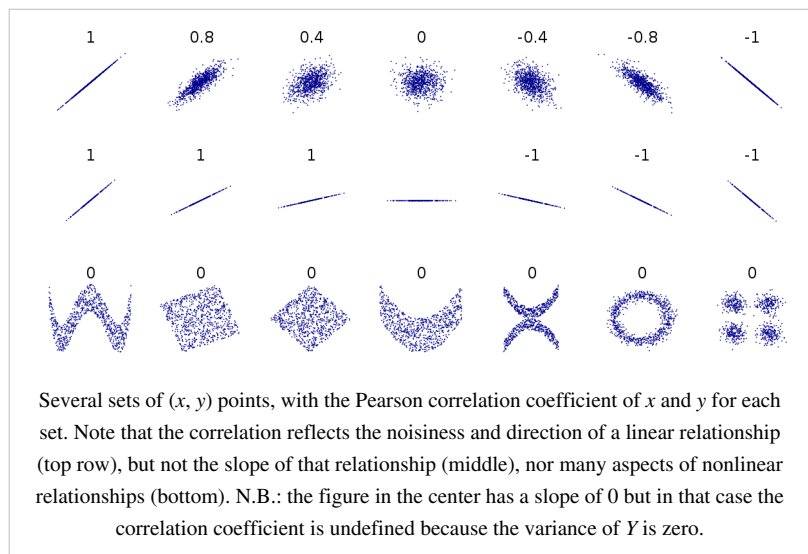 1 0.8 0.4 0 -0.4 -0.8 -1
1 1 1 -1 -1 -1
0 0 0 0 0 0 0
Several sets of (x, y) points, with the Pearson correlation coefficient of x and y for each
set. Note that the correlation reflects the noisiness and direction of a linear relationship
(top row), but not the slope of that relationship (middle), nor many aspects of nonlinear
relationships (bottom). N.B.: the figure in the center has a slope of 0 but in that case the
correlation coefficient is undefined because the variance of Y is zero.